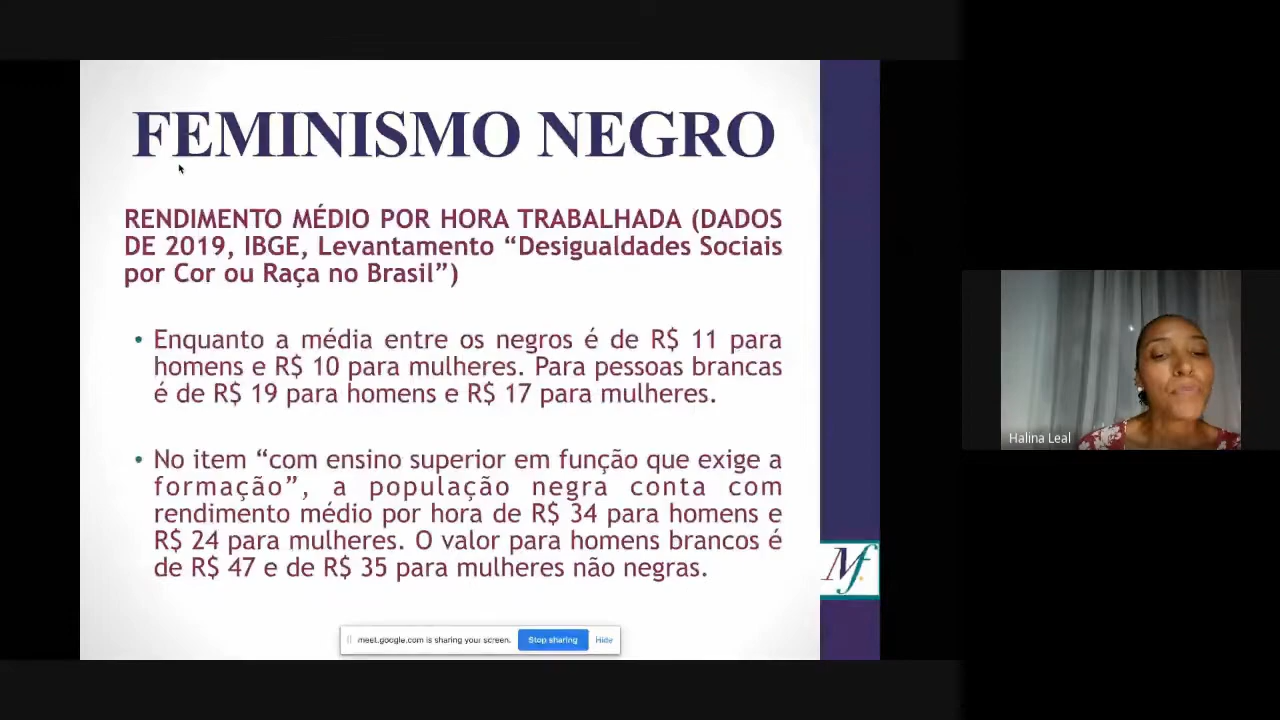 FEMINISMO NEGRO
RENDIMENTO MÉDIO POR HORA TRABALHADA (DADOS
DE 2019, IBGE, Levantamento “Desigualdades Sociais
por Cor ou Raça no Brasil”)
• Enquanto a média entre os negros é de R$ 11 para
homens e R$ 10 para mulheres. Para pessoas brancas
é de R$ 19 para homens e R$ 17 para mulheres.
• No item “com ensino superior em função que exige a
formação”, a população negra conta com
rendimento médio por hora de R$ 34 para homens e
R$ 24 para mulheres. O valor para homens brancos é
de R$ 47 e de R$ 35 para mulheres não negras.
Mf.
meet.google.com is sharing your screen. Stop sharing Hide
Halina Leal